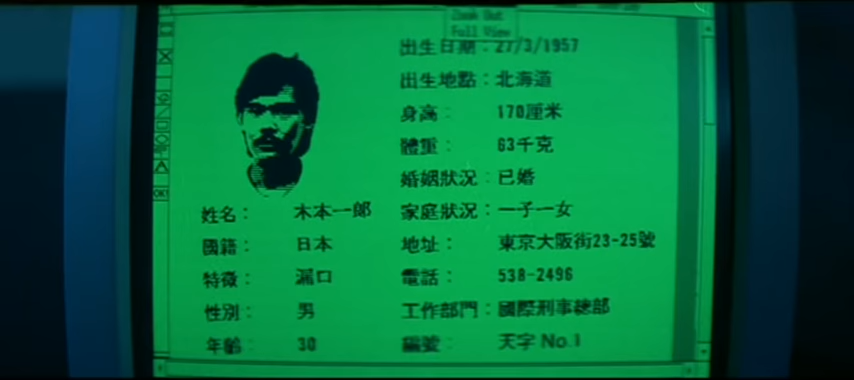 Zoom Out
Full View
出生日期：27/3/1957
出生地點：北海道
身高： 170厘米
體重： 63千克
婚姻狀況：已婚
姓名： 木本一郎 家庭狀況：一子一女
國籍： 日本 地址： 東京大阪街23-25號
特徵： 漏口 電話： 538-2496
性別： 男 工作部門：國際刑事總部
年齡： 30 編號： 天字 No.1
OK!